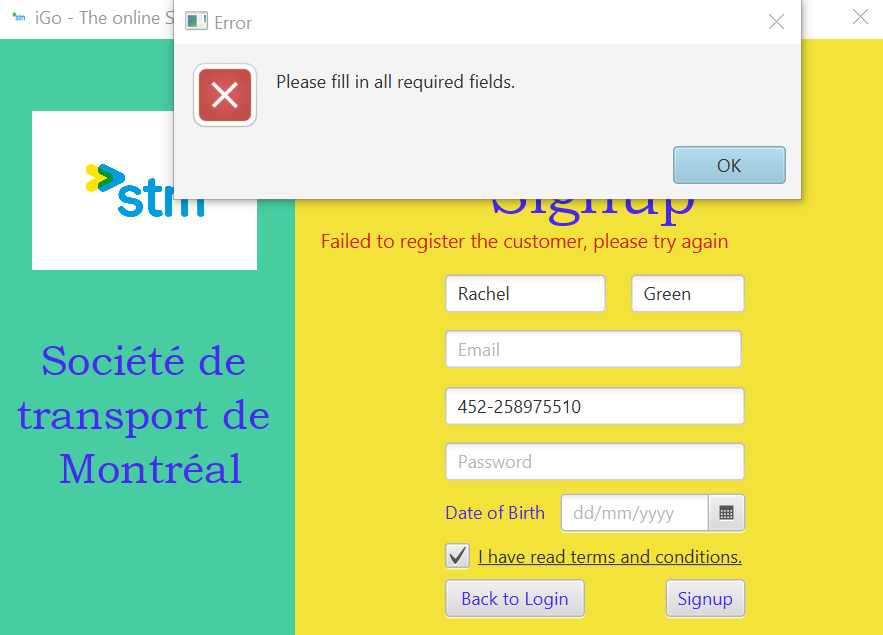 iGo - The online S
Error
Please fill in all required fields.
OK
stm
Signup
Failed to register the customer, please try again
Rachel
Green
Email
452-258975510
Password
Date of Birth
dd/mm/yyyy
I have read terms and conditions.
Back to Login
Signup
Société de
transport de
Montréal